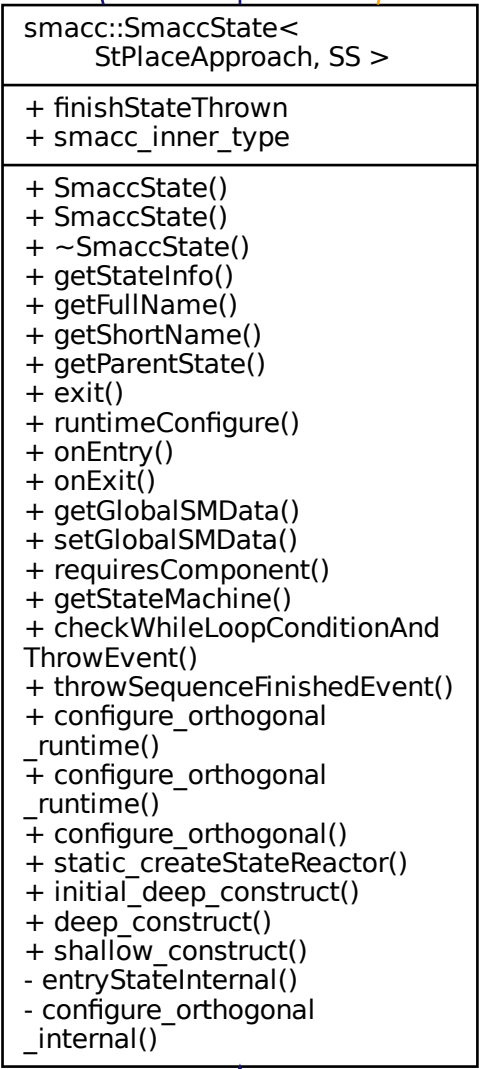 smacc::SmaccState<
StPlaceApproach, SS >
+ finishStateThrown
+ smacc_inner_type
+ SmaccState()
+ SmaccState()
+ ~SmaccState()
+ getStateInfo()
+ getFullName()
+ getShortName()
+ getParentState()
+ exit()
+ runtimeConfigure()
+ onEntry()
+ onExit()
+ getGlobalSMData()
+ setGlobalSMData()
+ requiresComponent()
+ getStateMachine()
+ checkWhileLoopConditionAnd
ThrowEvent()
+ throwSequenceFinishedEvent()
+ configure_orthogonal
_runtime()
+ configure_orthogonal
_runtime()
+ configure_orthogonal()
+ static_createStateReactor()
+ initial_deep_construct()
+ deep_construct()
+ shallow_construct()
- entryStateInternal()
- configure_orthogonal
_internal()